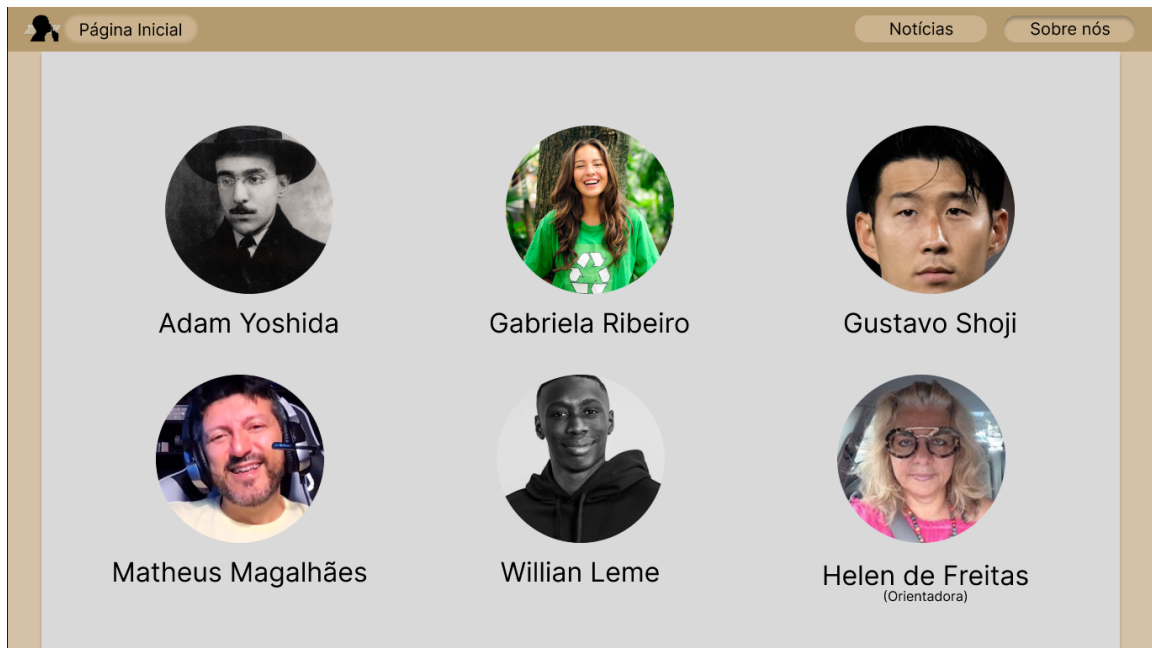 Página Inicial
Notícias
Sobre nós
Adam Yoshida
Gabriela Ribeiro
Gustavo Shoji
Matheus Magalhães
Willian Leme
Helen de Freitas
(Orientadora)